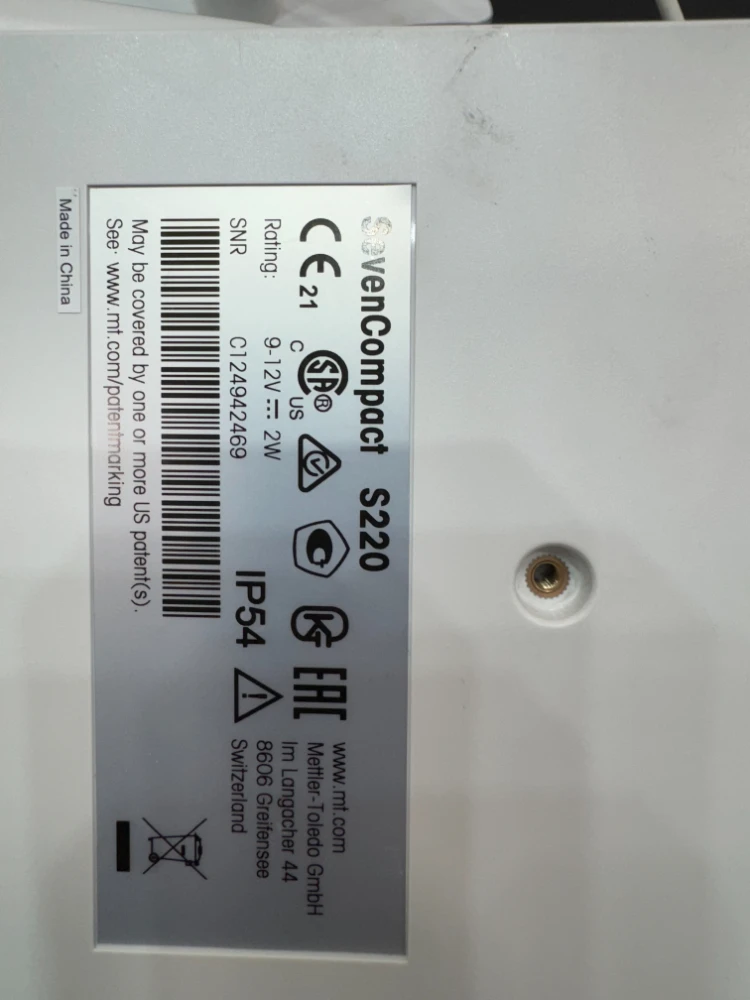 SevenCompact S220
CE 21 C SA® US EAC
Rating: 9-12V 2W
SNR C124942469 IP54
www.mt.com
Mettler-Toledo GmbH
Im Langacher 44
8606 Greifensee
Switzerland
May be covered by one or more US patent(s).
See: www.mt.com/patentmarking
Made in China